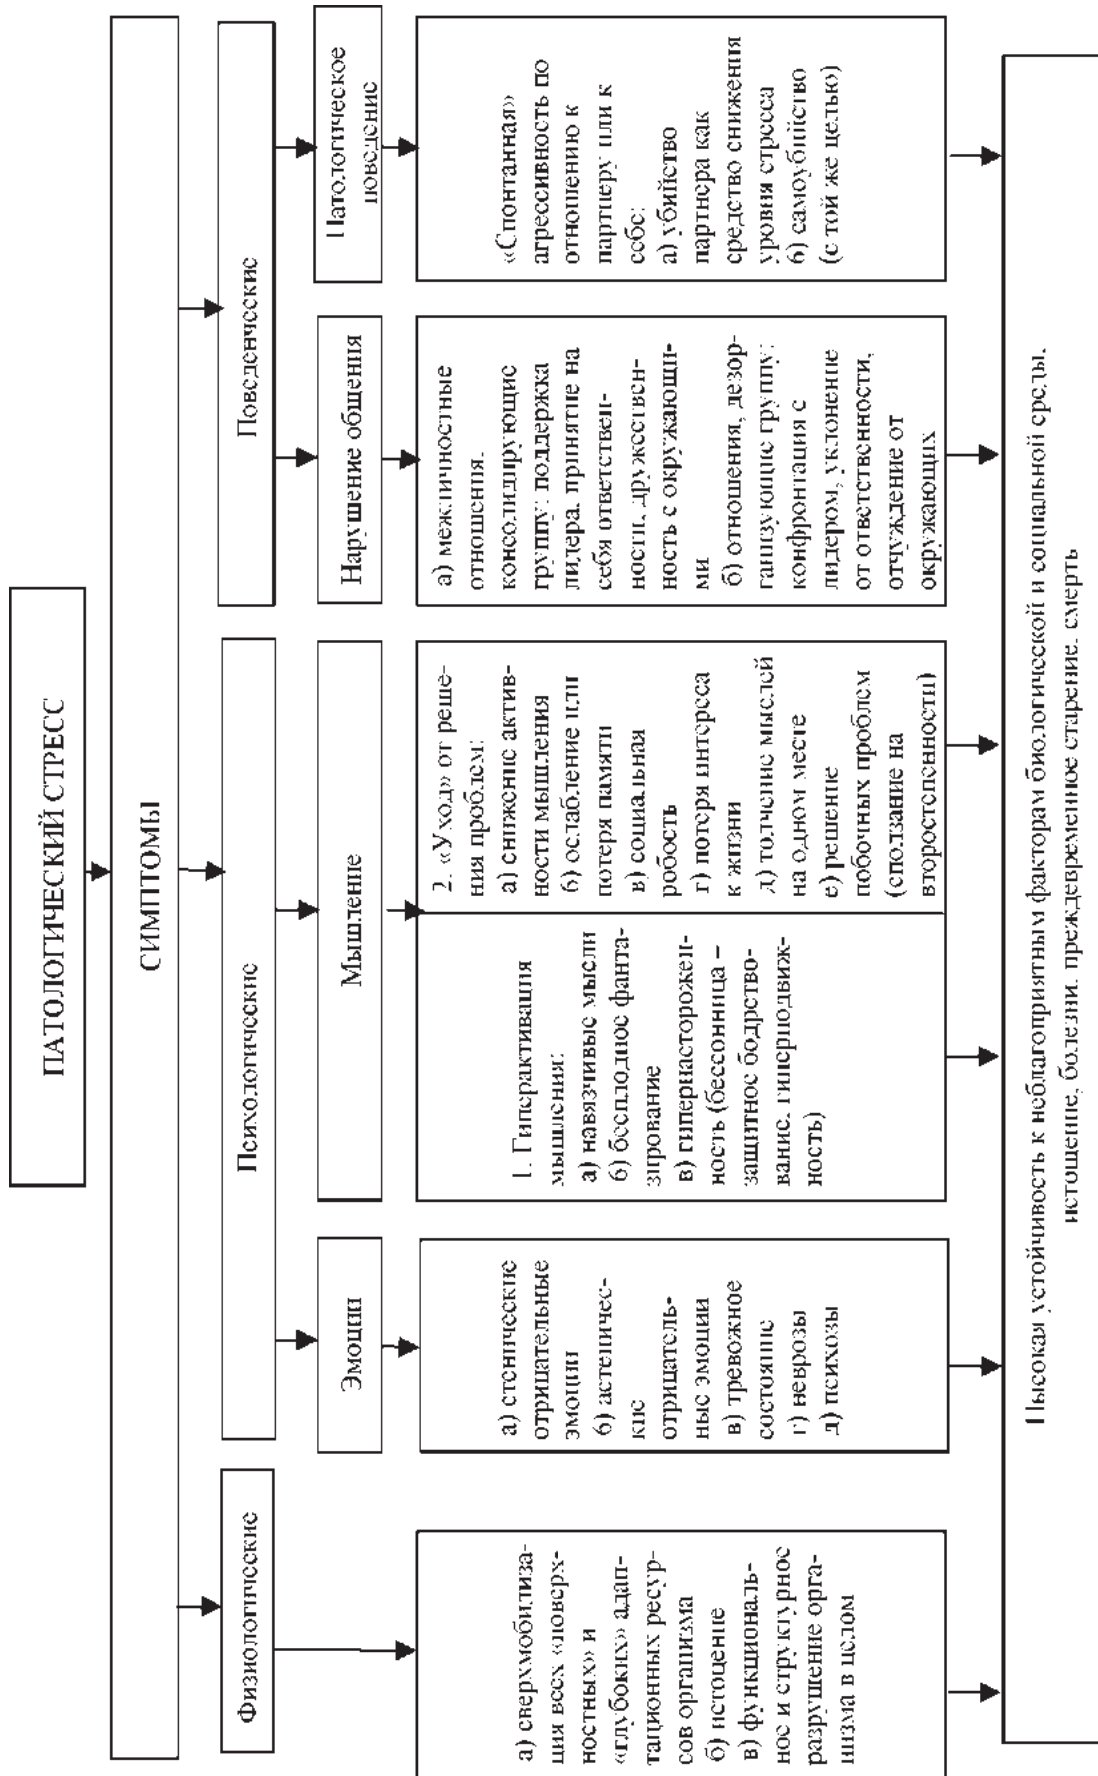 ПАТОЛОГИЧЕСКИЙ СТРЕСС
СИМПТОМЫ
Физиологические
Психологические
Поведенческие
Эмоции
Мышление
Нарушение общения
Патологическое
поведение
а) сверхмобилиза-
ция всех «поверх-
ностных» и
«глубоких» адап-
тационных ресур-
сов организма
б) истощение
в) функциональ-
ное и структурное
разрушение орга-
низма в целом
а) стенические
отрицательные
эмоции
б) астеничес-
кие
отрицатель-
ные эмоции
в) тревожное
состояние
г) неврозы
д) психозы
1. Гиперактивация
мышления:
а) навязчивые мысли
б) бесплодное фанта-
зирование
в) гипернасторожен-
ность (бессонница –
защитное бодрство-
вание, гиперподвиж-
ность)
2. «Уход» от реше-
ния проблем:
а) снижение актив-
ности мышления
б) ослабление или
потеря памяти
в) социальная
робость
г) потеря интереса
к жизни
д) толчение мыслей
на одном месте
е) решение
побочных проблем
(сползание на
второстепенности)
а) межличностные
отношения,
консолидирующие
группу: поддержка
лидера, принятие на
себя ответствен-
ности, дружествен-
ность с окружающи-
ми
б) отношения, дезор-
ганизующие группу:
конфронтация с
лидером, уклонение
от ответственности,
отчуждение от
окружающих
«Спонтанная»
агрессивность по
отношению к
партнеру или к
себе:
а) убийство
партнера как
средство снижения
уровня стресса
б) самоубийство
(с той же целью)
Высокая устойчивость к неблагоприятным факторам биологической и социальной среды,
истощение, болезни, преждевременное старение, смерть